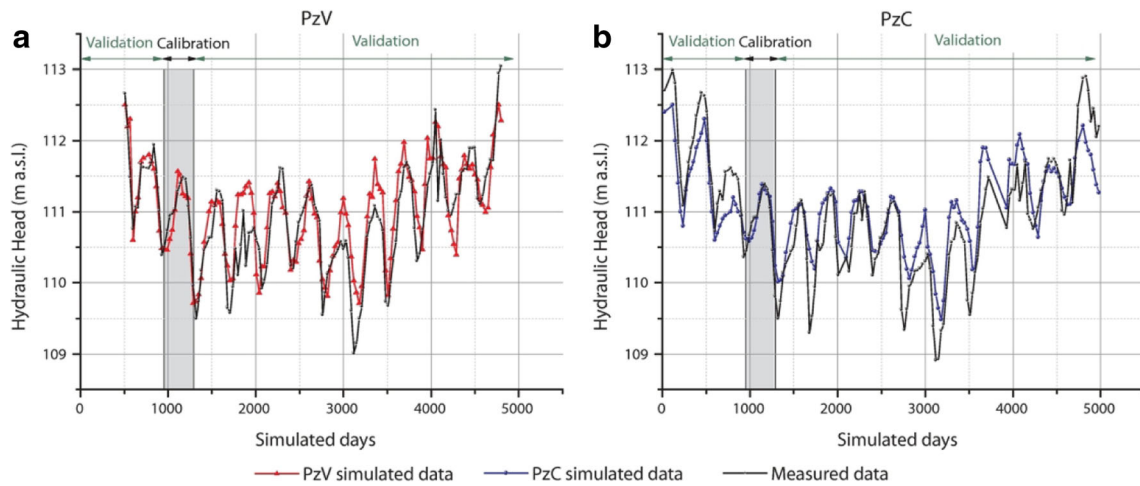 PzV
a
Validation
Calibration
Validation
113
112
111
110
109
Hydraulic Head (m a.s.l.)
0
1000
2000
3000
4000
5000
Simulated days
PzC
b
Validation
Calibration
Validation
113
112
111
110
109
Hydraulic Head (m a.s.l.)
0
1000
2000
3000
4000
5000
Simulated days
PzV simulated data
PzC simulated data
Measured data